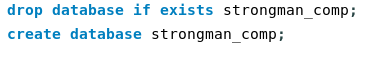 drop database if exists strongman_comp;
create database strongman_comp;